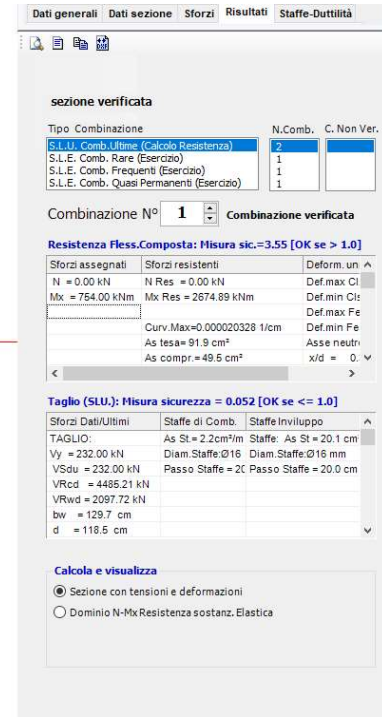 Dati generali Dati sezione Sforzi Risultati Staffe-Duttilità
sezione verificata
Tipo Combinazione N.Comb. C. Non Ver.
S.L.U. Comb.Ultime (Calcolo Resistenza) 2
S.L.E. Comb. Rare (Esercizio) 1
S.L.E. Comb. Frequenti (Esercizio) 1
S.L.E. Comb. Quasi Permanenti (Esercizio) 1
Combinazione N° 1 Combinazione verificata
Resistenza Fless.Composta: Misura sic.=3.55 [OK se > 1.0]
Sforzi assegnati Sforzi resistenti Deform. un
N = 0.00 kN N Res = 0.00 kN Def.max Cl
Mx = 754.00 kNm Mx Res = 2674.89 kNm Def.min Cls
Def.max Fe
Curv.Max=0.000020328 1/cm Def.min Fe
As tesa= 91.9 cm² Asse neutro
As compr.= 49.5 cm² x/d = 0.
Taglio (SLU.): Misura sicurezza = 0.052 [OK se <= 1.0]
Sforzi Dati/Ultimi Staffe di Comb. Staffe Inviluppo
TAGLIO: As St.= 2.2cm²/m Staffe: As St = 20.1 cm
Vy = 232.00 kN Diam.Staffe:Ø16 Diam.Staffe:Ø16 mm
VSdu = 232.00 kN Passo Staffe = 20 Passo Staffe = 20.0 cm
VRcd = 4485.21 kN
VRwd = 2097.72 kN
bw = 129.7 cm
d = 118.5 cm
Calcola e visualizza
Sezione con tensioni e deformazioni
Dominio N-Mx Resistenza sostanz. Elastica